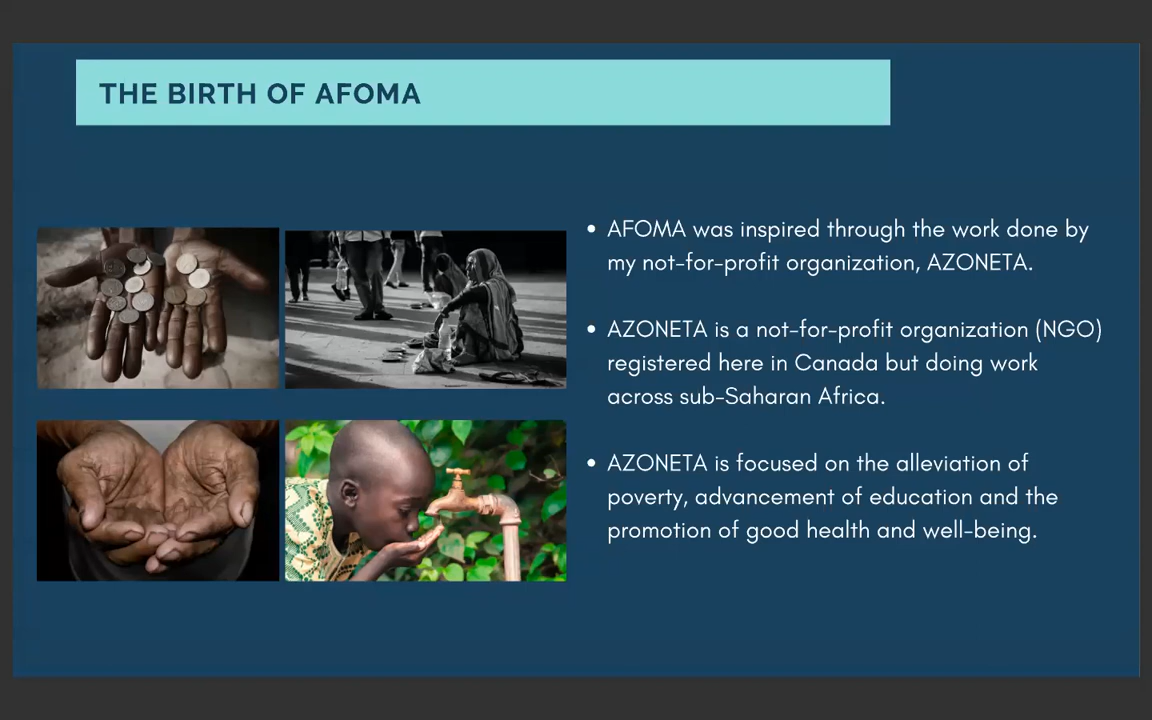 THE BIRTH OF AFOMA
• AFOMA was inspired through the work done by
my not-for-profit organization, AZONETA.
• AZONETA is a not-for-profit organization (NGO)
registered here in Canada but doing work
across sub-Saharan Africa.
• AZONETA is focused on the alleviation of
poverty, advancement of education and the
promotion of good health and well-being.